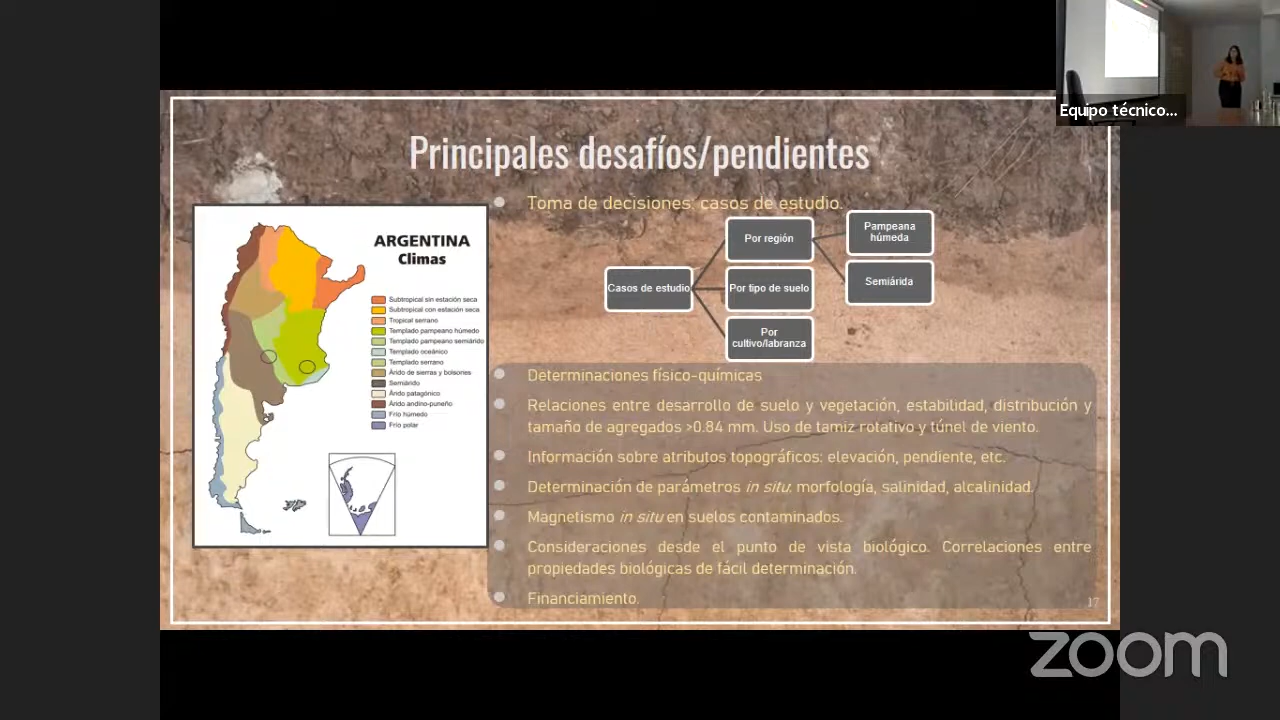 Equipo técnico...
Principales desafíos/pendientes
Toma de decisiones: casos de estudio.
Casos de estudio
Por región
Por tipo de suelo
Por
cultivo/labranza
Pampeana
húmeda
Semiárida
ARGENTINA
Climas
Subtropical sin estación seca
Subtropical con estación seca
Tropical serrano
Templado pampeano húmedo
Templado pampeano semiárido
Templado oceánico
Templado serrano
Árido de sierras y bolsones
Semiárido
Árido patagónico
Árido andino-puneño
Frío húmedo
Frío polar
Determinaciones físico-químicas
Relaciones entre desarrollo de suelo y vegetación, estabilidad, distribución y
tamaño de agregados >0.84 mm. Uso de tamiz rotativo y túnel de viento.
Información sobre atributos topográficos: elevación, pendiente, etc.
Determinación de parámetros in situ: morfología, salinidad, alcalinidad.
Magnetismo in situ en suelos contaminados.
Consideraciones desde el punto de vista biológico. Correlaciones entre
propiedades biológicas de fácil determinación.
Financiamiento.
17
zoom